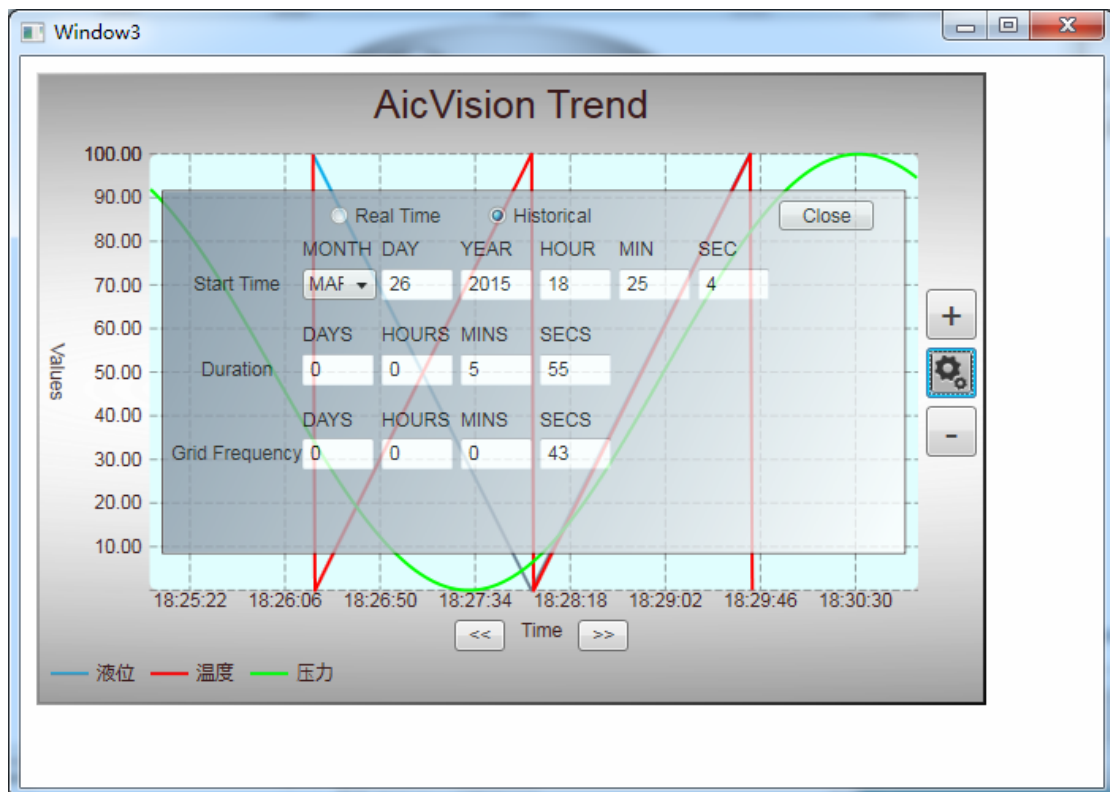 Window3
AicVision Trend
Real Time Historical Close
MONTH DAY YEAR HOUR MIN SEC
Start Time MAR 26 2015 18 25 4
DAYS HOURS MINS SECS
Duration 0 0 5 55
DAYS HOURS MINS SECS
Grid Frequency 0 0 0 43
100.00
90.00
80.00
70.00
60.00
50.00
40.00
30.00
20.00
10.00
Values
+
-
18:25:22 18:26:06 18:26:50 18:27:34 18:28:18 18:29:02 18:29:46 18:30:30
<< Time >>
液位 温度 压力